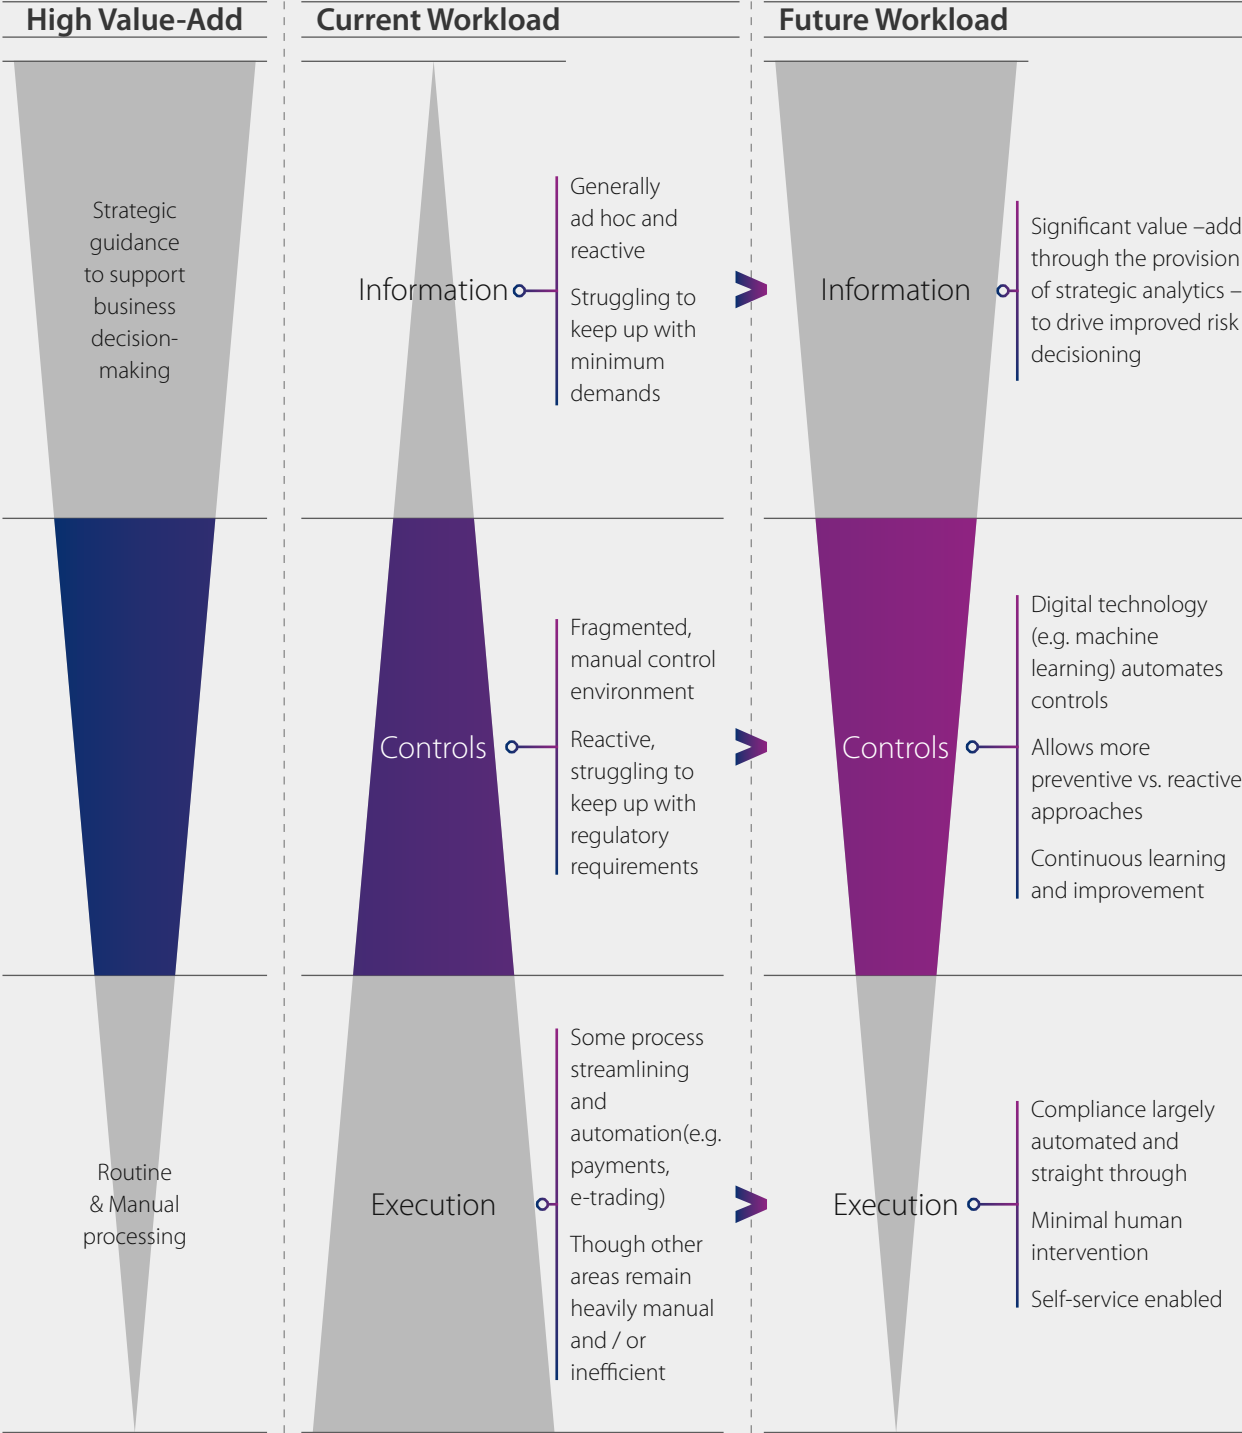 High Value-Add
Current Workload
Future Workload
Strategic
guidance
to support
business
decision-
making
Information
Generally
ad hoc and
reactive
Struggling to
keep up with
minimum
demands
>
Information
Significant value –add
through the provision
of strategic analytics –
to drive improved risk
decisioning
Controls
Fragmented,
manual control
environment
Reactive,
struggling to
keep up with
regulatory
requirements
>
Controls
Digital technology
(e.g. machine
learning) automates
controls
Allows more
preventive vs. reactive
approaches
Continuous learning
and improvement
Routine
& Manual
processing
Execution
Some process
streamlining
and
automation(e.g.
payments,
e-trading)
Though other
areas remain
heavily manual
and / or
inefficient
>
Execution
Compliance largely
automated and
straight through
Minimal human
intervention
Self-service enabled